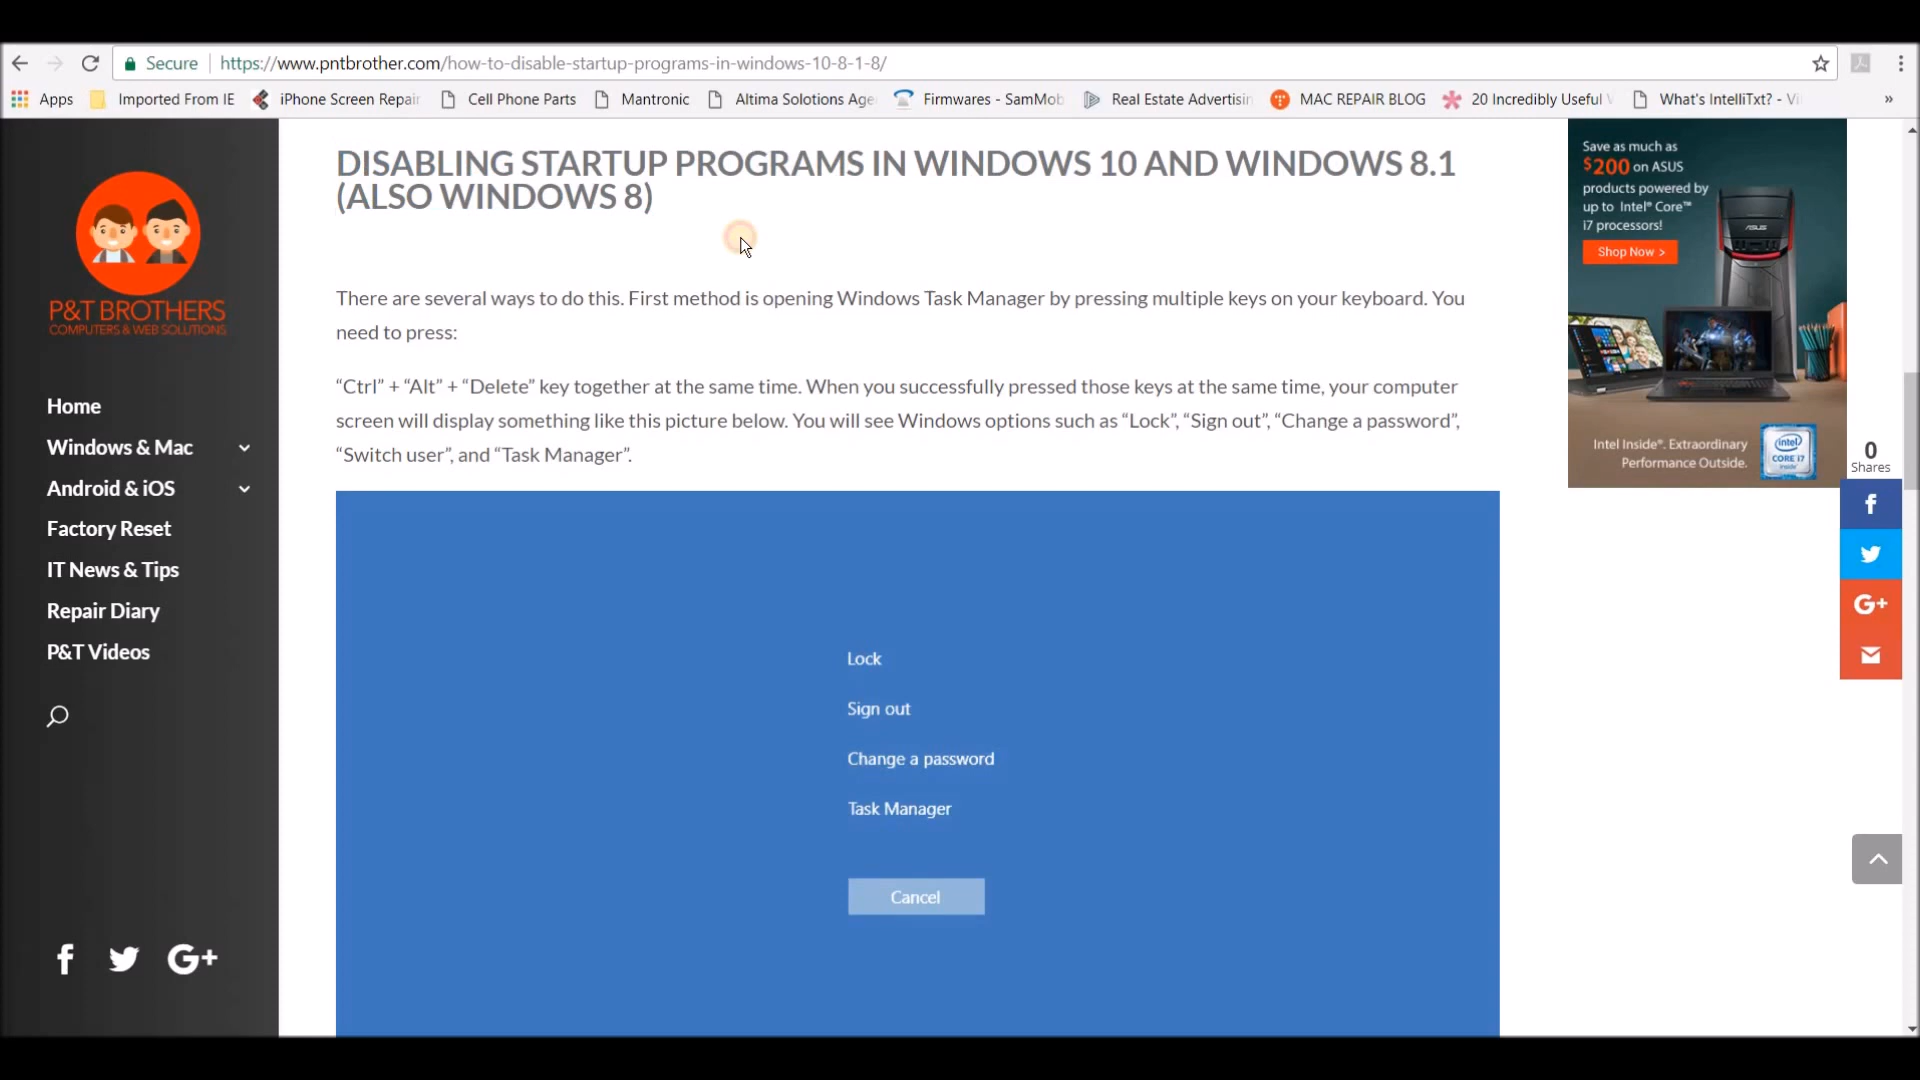 Secure
https://www.pntbrother.com/how-to-disable-startup-programs-in-windows-10-8-1-8/
Apps
Imported From IE
iPhone Screen Repai
Cell Phone Parts
Mantronic
Altima Solotions Age
Firmwares - SamMob
Real Estate Advertisin
MAC REPAIR BLOG
20 Incredibly Useful
What's IntelliTxt? - Vi
»
P&T BROTHERS
COMPUTERS & WEB SOLUTIONS
Home
Windows & Mac
Android & iOS
Factory Reset
IT News & Tips
Repair Diary
P&T Videos
f
G+
DISABLING STARTUP PROGRAMS IN WINDOWS 10 AND WINDOWS 8.1
(ALSO WINDOWS 8)
There are several ways to do this. First method is opening Windows Task Manager by pressing multiple keys on your keyboard. You
need to press:
“Ctrl” + “Alt” + “Delete” key together at the same time. When you successfully pressed those keys at the same time, your computer
screen will display something like this picture below. You will see Windows options such as “Lock”, “Sign out”, “Change a password”,
“Switch user”, and “Task Manager”.
Lock
Sign out
Change a password
Task Manager
Cancel
Save as much as
$200 on ASUS
products powered by
up to Intel® Core™
i7 processors!
Shop Now >
ASUS
Intel Inside®. Extraordinary
Performance Outside.
intel
CORE i7
inside
0
Shares
f
G+